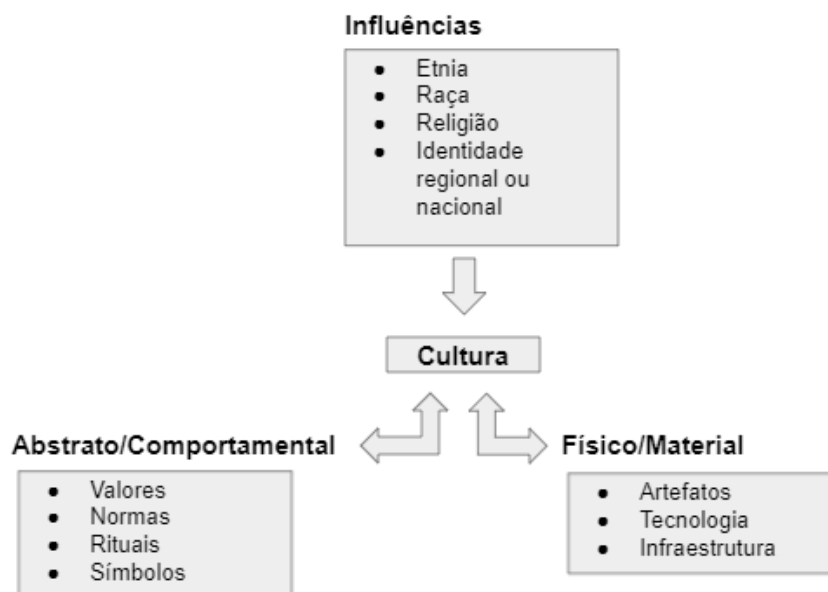 Influências
Etnia
Raça
Religião
Identidade
regional ou
nacional
Cultura
Abstrato/Comportamental
Valores
Normas
Rituais
Símbolos
Físico/Material
Artefatos
Tecnologia
Infraestrutura